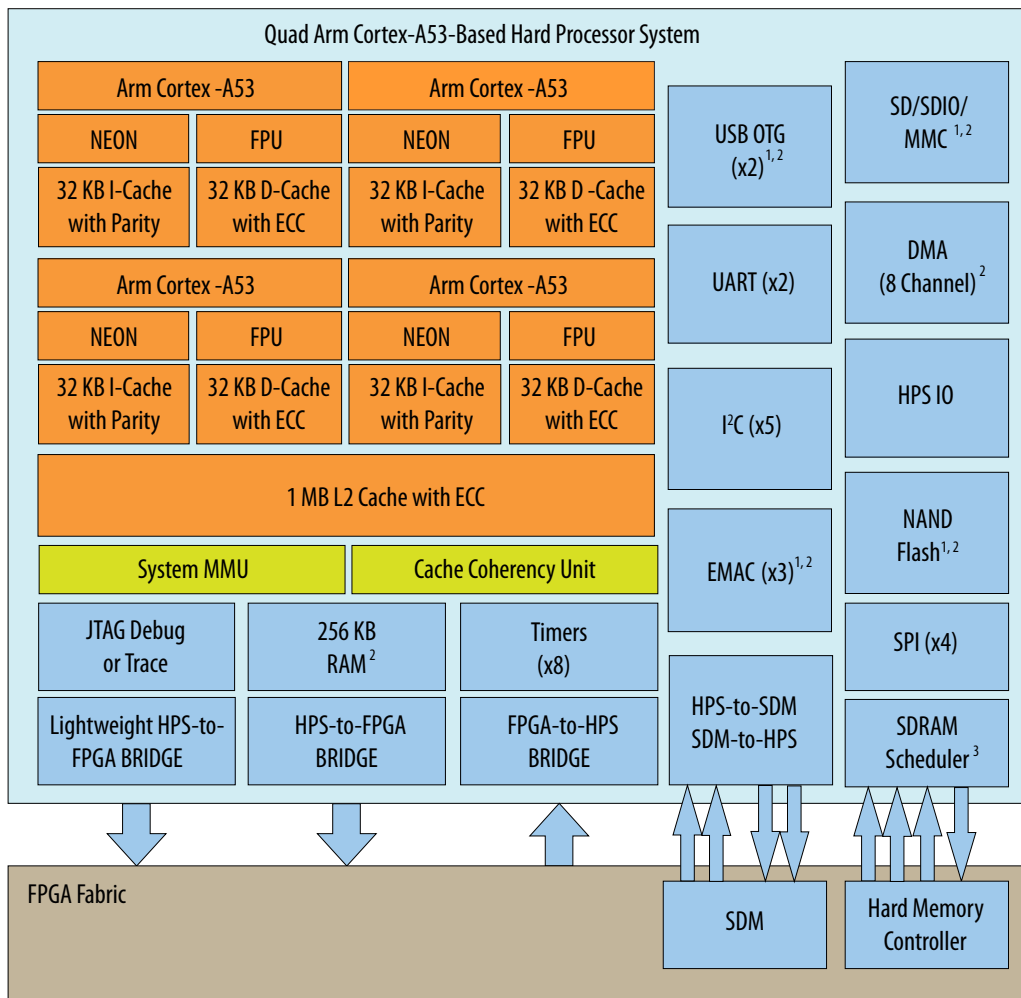 Quad Arm Cortex-A53-Based Hard Processor System
Arm Cortex -A53
NEON
FPU
32 KB I-Cache
with Parity
32 KB D-Cache
with ECC
Arm Cortex -A53
NEON
FPU
32 KB I-Cache
with Parity
32 KB D -Cache
with ECC
Arm Cortex -A53
NEON
FPU
32 KB I-Cache
with Parity
32 KB D-Cache
with ECC
Arm Cortex -A53
NEON
FPU
32 KB I-Cache
with Parity
32 KB D-Cache
with ECC
1 MB L2 Cache with ECC
System MMU
Cache Coherency Unit
JTAG Debug
or Trace
256 KB
RAM 2
Timers
(x8)
Lightweight HPS-to-
FPGA BRIDGE
HPS-to-FPGA
BRIDGE
FPGA-to-HPS
BRIDGE
USB OTG
(x2) 1, 2
UART (x2)
I²C (x5)
EMAC (x3) 1, 2
HPS-to-SDM
SDM-to-HPS
SD/SDIO/
MMC 1, 2
DMA
(8 Channel) 2
HPS IO
NAND
Flash 1, 2
SPI (x4)
SDRAM
Scheduler 3
FPGA Fabric
SDM
Hard Memory
Controller